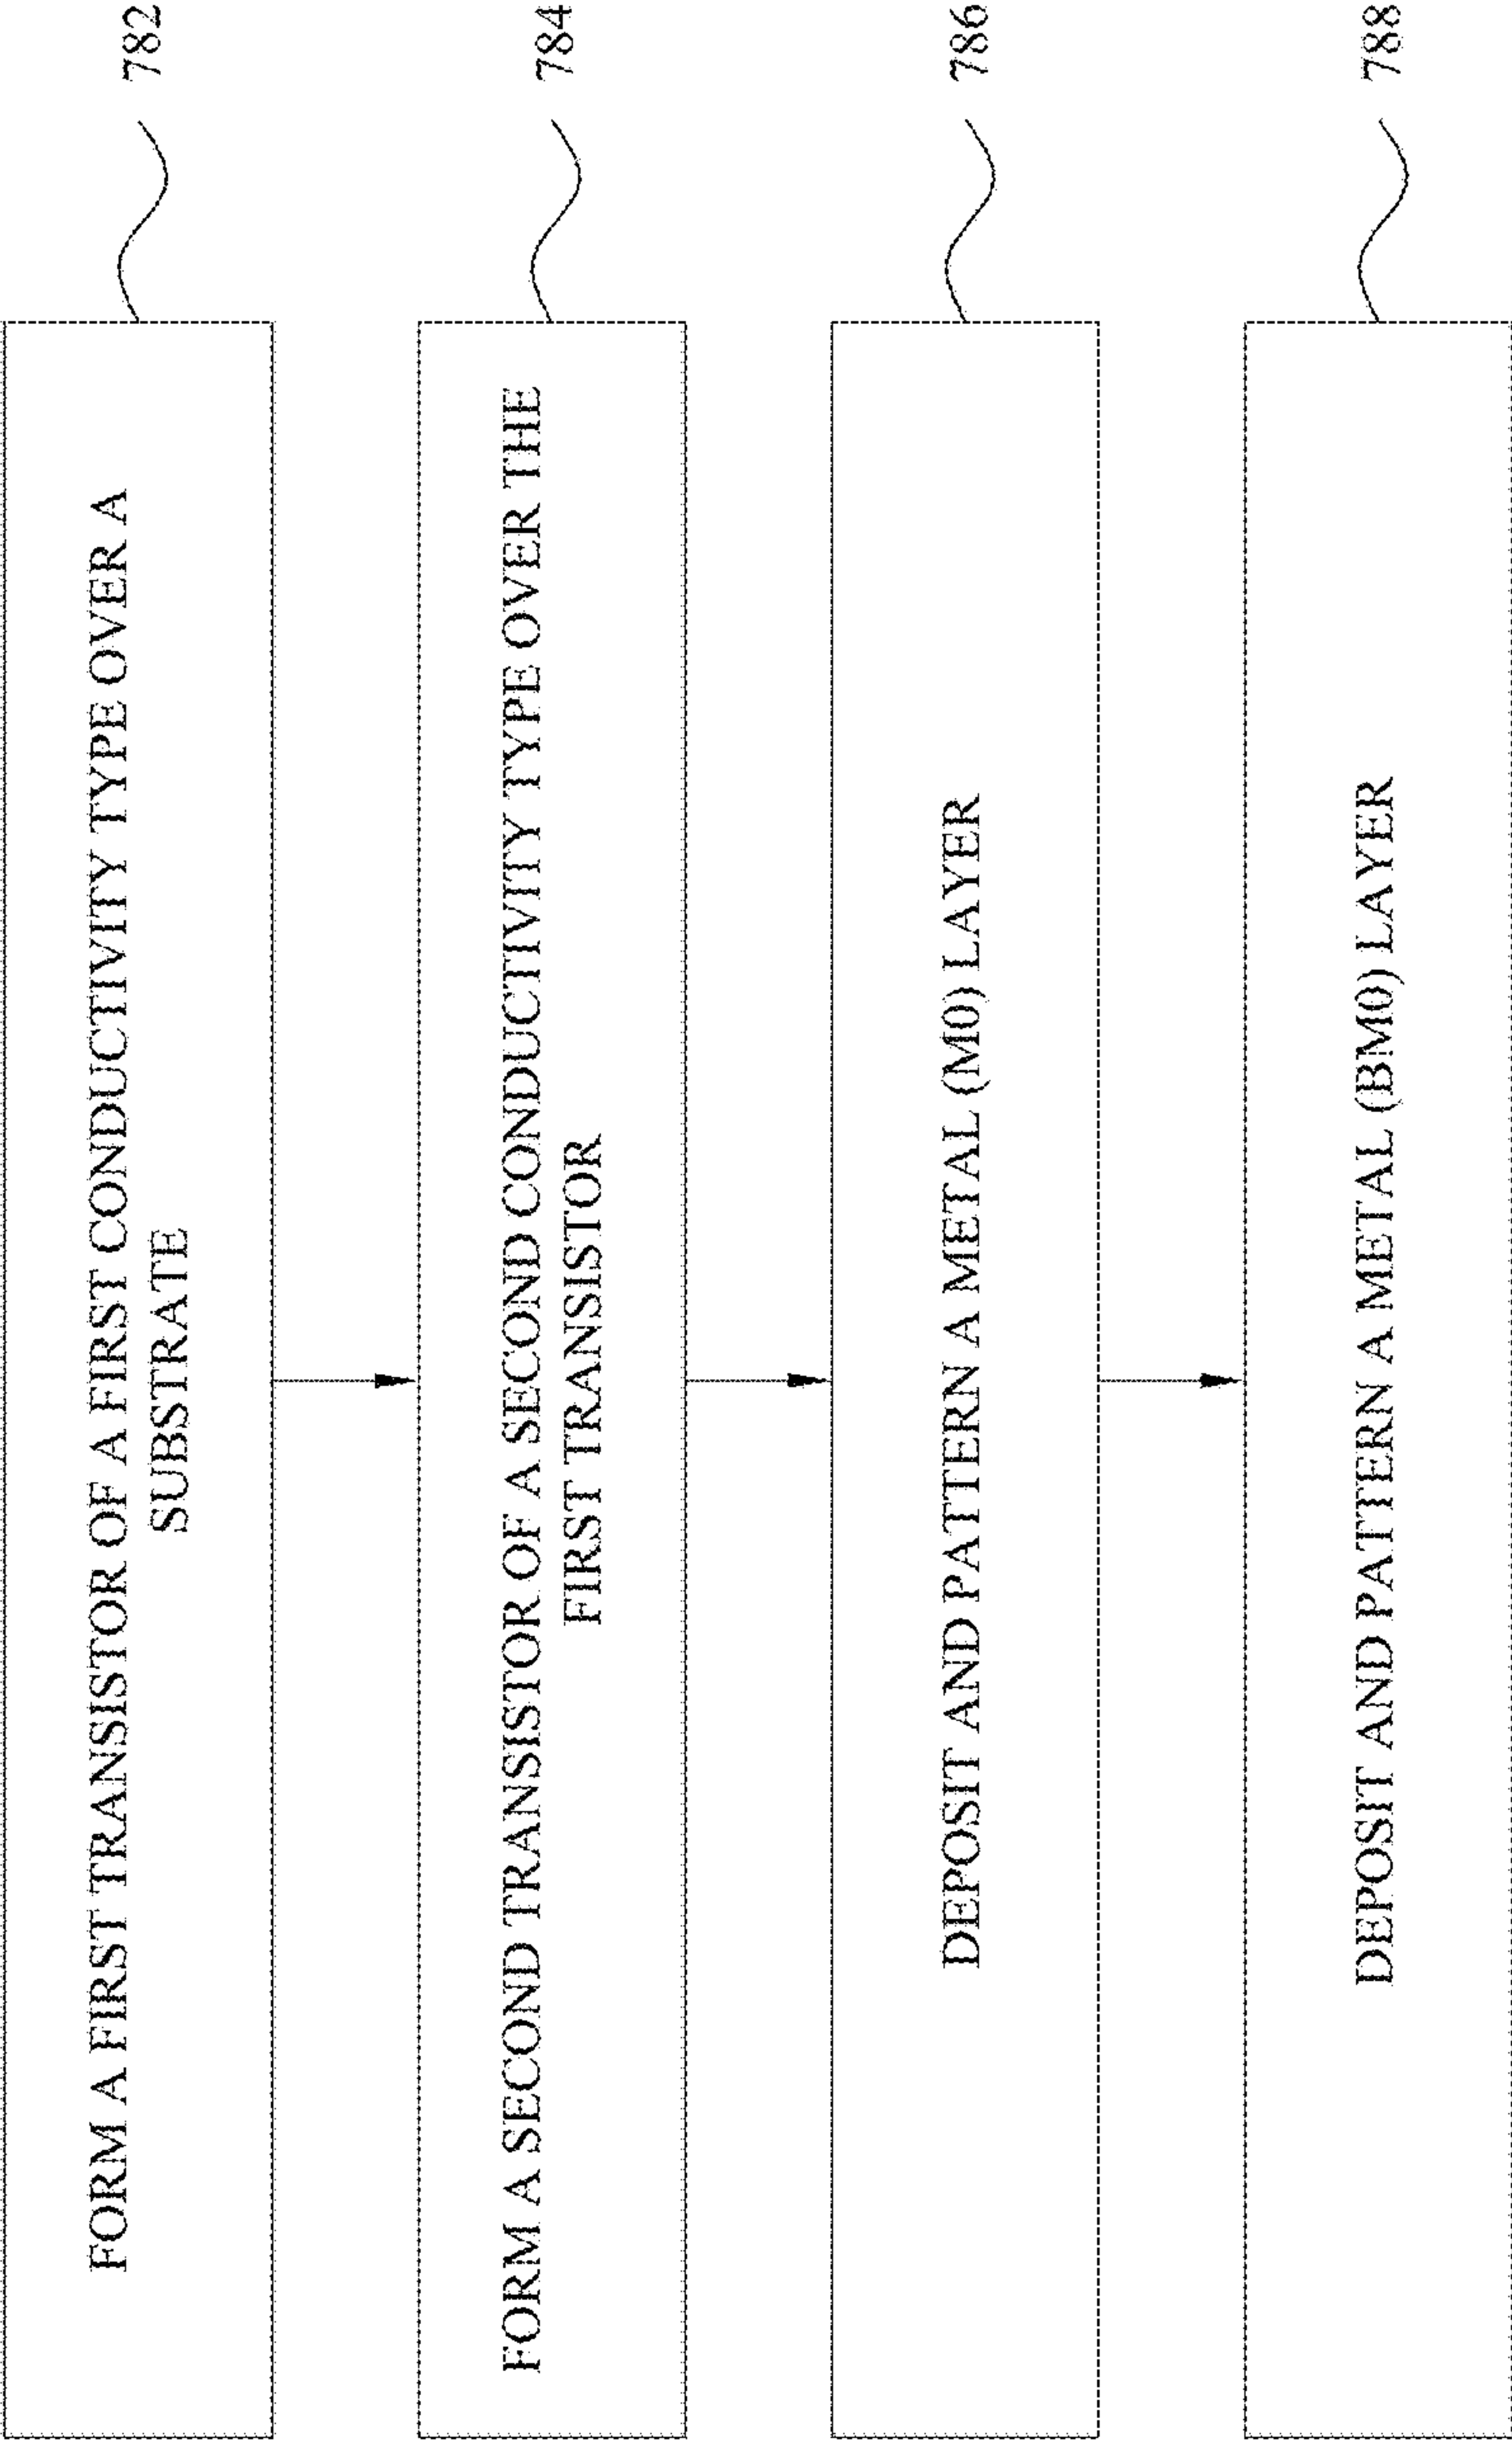 FORM A FIRST TRANSISTOR OF A FIRST CONDUCTIVITY TYPE OVER A
SUBSTRATE
782
FORM A SECOND TRANSISTOR OF A SECOND CONDUCTIVITY TYPE OVER THE
FIRST TRANSISTOR
784
DEPOSIT AND PATTERN A METAL (M0) LAYER
786
DEPOSIT AND PATTERN A METAL (BM0) LAYER
788